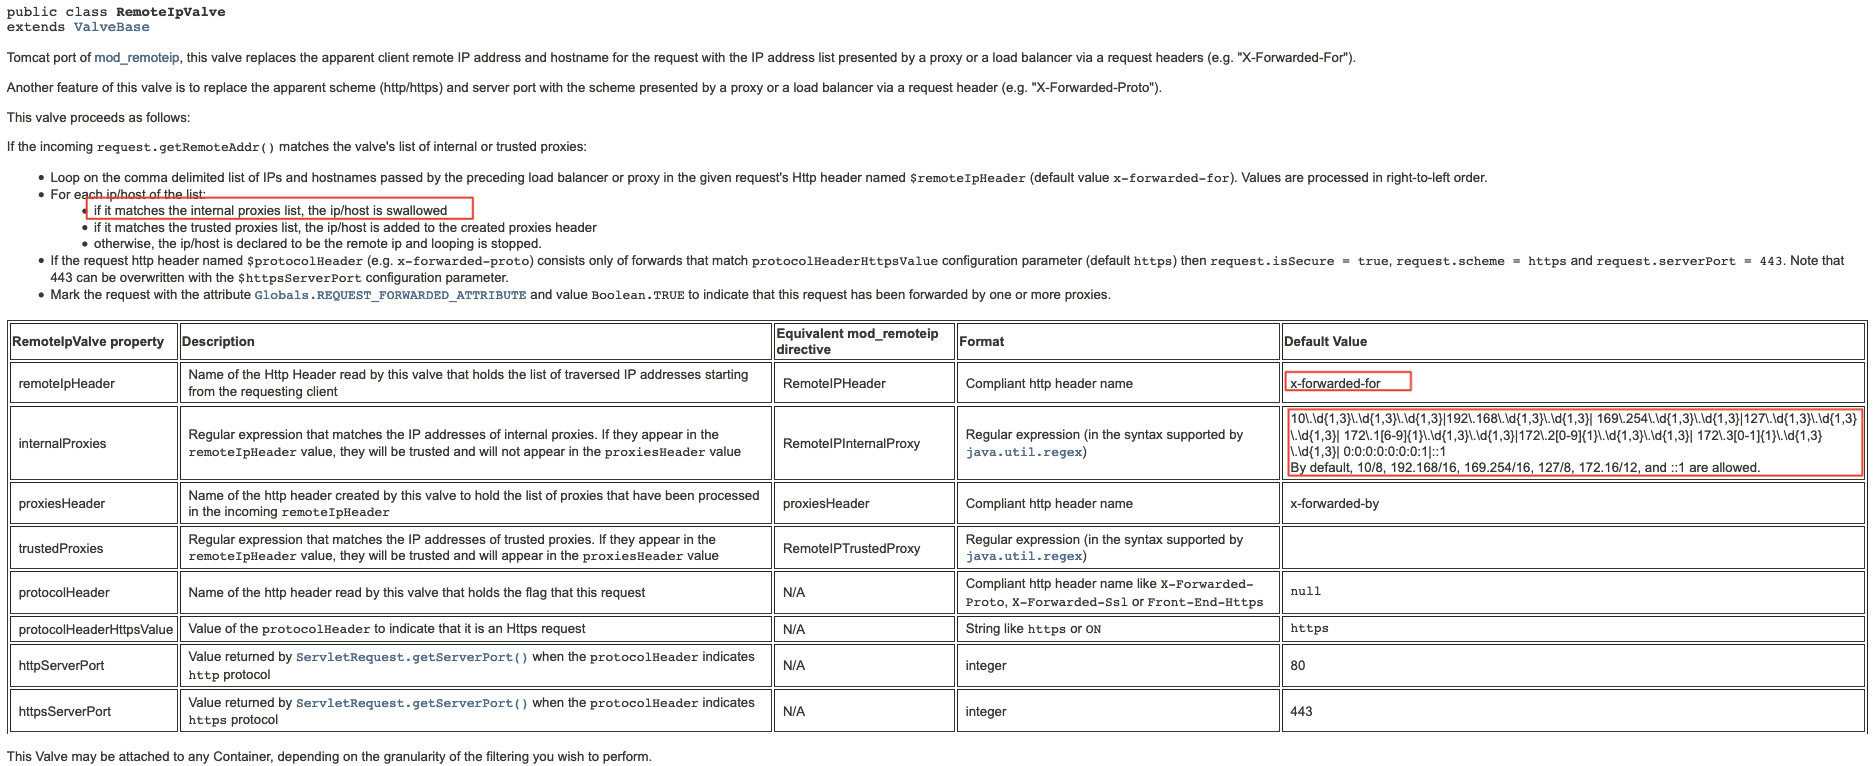 public class RemoteIpValve
extends ValveBase
Tomcat port of mod_remoteip, this valve replaces the apparent client remote IP address and hostname for the request with the IP address list presented by a proxy or a load balancer via a request headers (e.g. "X-Forwarded-For").
Another feature of this valve is to replace the apparent scheme (http/https) and server port with the scheme presented by a proxy or a load balancer via a request header (e.g. "X-Forwarded-Proto").
This valve proceeds as follows:
If the incoming request.getRemoteAddr() matches the valve's list of internal or trusted proxies:
• Loop on the comma delimited list of IPs and hostnames passed by the preceding load balancer or proxy in the given request's Http header named $remoteIpHeader (default value x-forwarded-for). Values are processed in right-to-left order.
• For each ip/host of the list:
• if it matches the internal proxies list, the ip/host is swallowed
• if it matches the trusted proxies list, the ip/host is added to the created proxies header
• otherwise, the ip/host is declared to be the remote ip and looping is stopped.
• If the request http header named $protocolHeader (e.g. x-forwarded-proto) consists only of forwards that match protocolHeaderHttpsValue configuration parameter (default https) then request.isSecure = true, request.scheme = https and request.serverPort = 443. Note that
443 can be overwritten with the $httpsServerPort configuration parameter.
• Mark the request with the attribute Globals.REQUEST_FORWARDED_ATTRIBUTE and value Boolean.TRUE to indicate that this request has been forwarded by one or more proxies.
RemoteIpValve property
Description
Equivalent mod_remoteip
directive
Format
Default Value
remoteIpHeader
Name of the Http Header read by this valve that holds the list of traversed IP addresses starting
from the requesting client
RemoteIPHeader
Compliant http header name
x-forwarded-for
internalProxies
Regular expression that matches the IP addresses of internal proxies. If they appear in the
remoteIpHeader value, they will be trusted and will not appear in the proxiesHeader value
RemoteIPInternalProxy
Regular expression (in the syntax supported by
java.util.regex)
10\.\d{1,3}\.\d{1,3}\.\d{1,3}|192\.168\.\d{1,3}\.\d{1,3}| 169\.254\.\d{1,3}\.\d{1,3}|127\.\d{1,3}\.\d{1,3}
\.\d{1,3}| 172\.1[6-9]{1}\.\d{1,3}\.\d{1,3}|172\.2[0-9]{1}\.\d{1,3}\.\d{1,3}| 172\.3[0-1]{1}\.\d{1,3}
\.\d{1,3}| 0:0:0:0:0:0:0:1|::1
By default, 10/8, 192.168/16, 169.254/16, 127/8, 172.16/12, and ::1 are allowed.
proxiesHeader
Name of the http header created by this valve to hold the list of proxies that have been processed
in the incoming remoteIpHeader
proxiesHeader
Compliant http header name
x-forwarded-by
trustedProxies
Regular expression that matches the IP addresses of trusted proxies. If they appear in the
remoteIpHeader value, they will be trusted and will appear in the proxiesHeader value
RemoteIPTrustedProxy
Regular expression (in the syntax supported by
java.util.regex)
protocolHeader
Name of the http header read by this valve that holds the flag that this request
N/A
Compliant http header name like X-Forwarded-
Proto, X-Forwarded-Ssl or Front-End-Https
null
protocolHeaderHttpsValue
Value of the protocolHeader to indicate that it is an Https request
N/A
String like https or ON
https
httpServerPort
Value returned by ServletRequest.getServerPort() when the protocolHeader indicates
http protocol
N/A
integer
80
httpsServerPort
Value returned by ServletRequest.getServerPort() when the protocolHeader indicates
https protocol
N/A
integer
443
This Valve may be attached to any Container, depending on the granularity of the filtering you wish to perform.